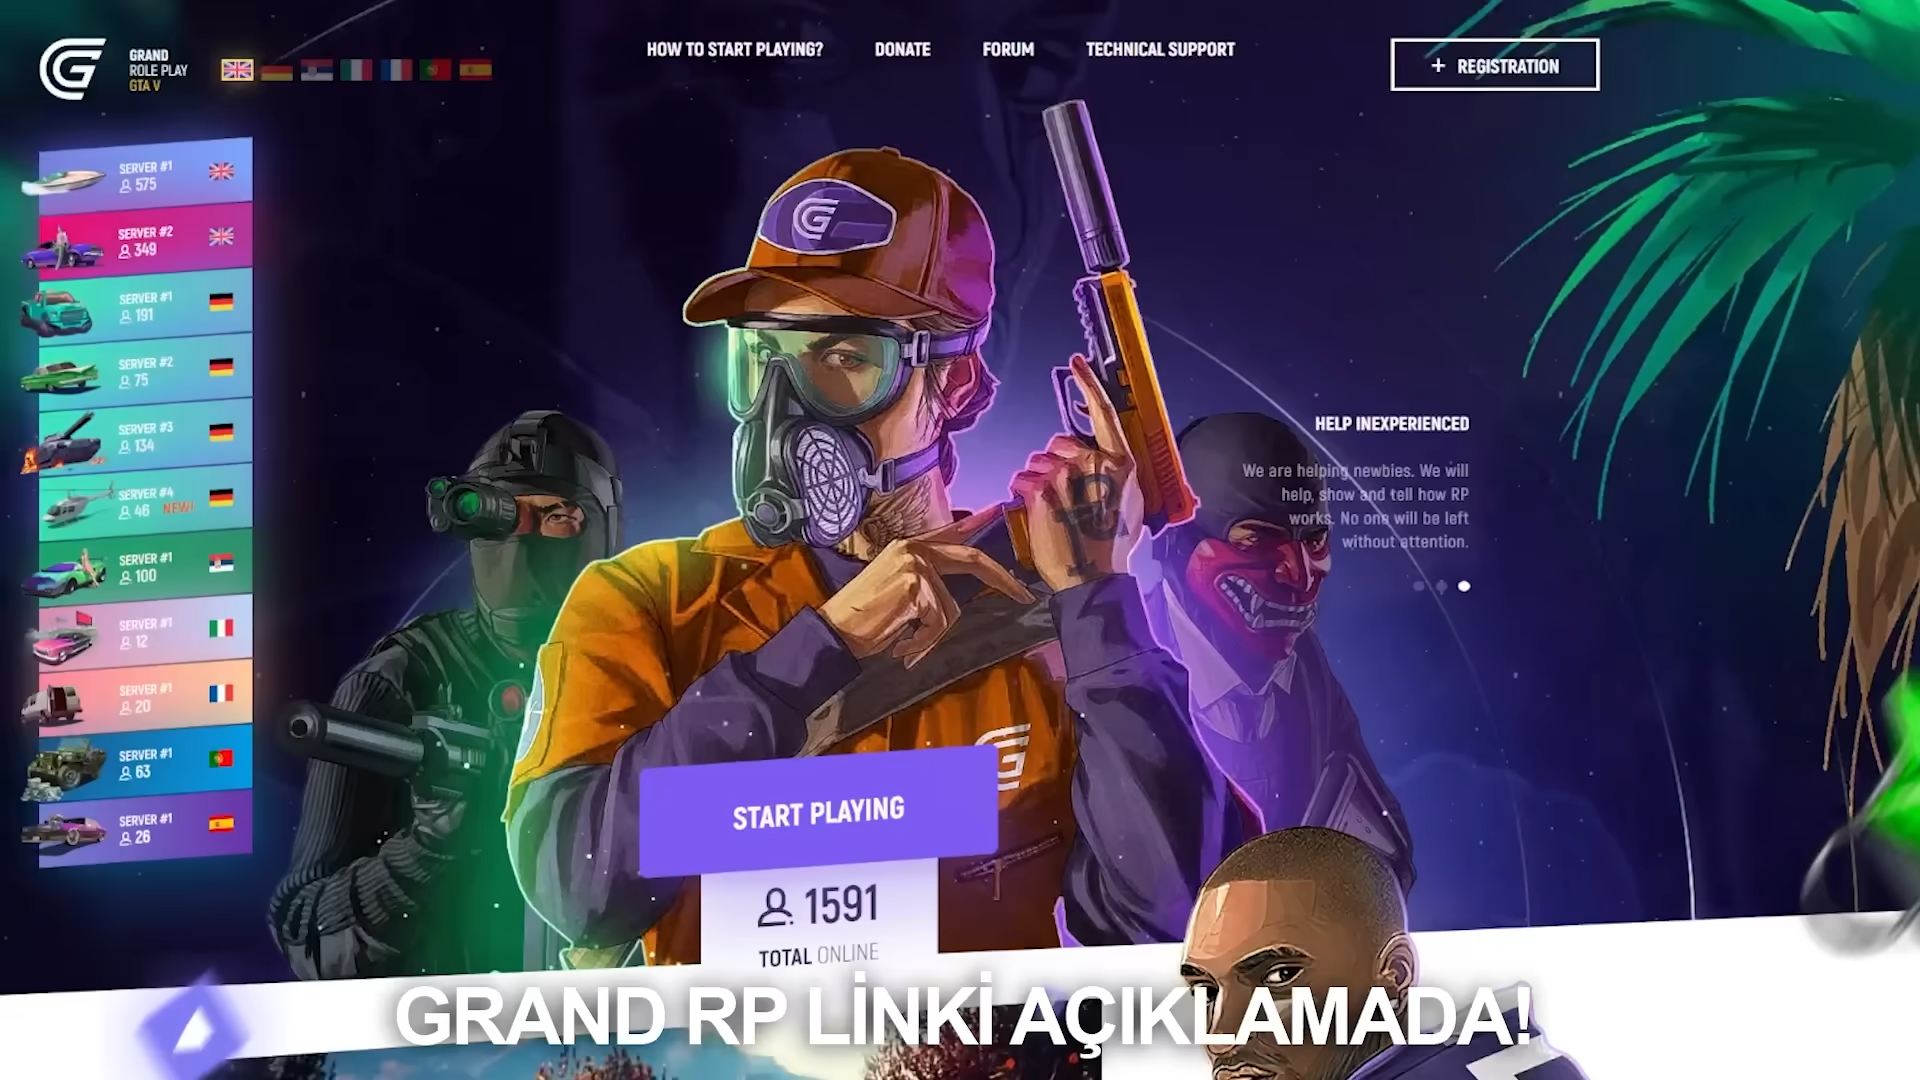 GRAND
ROLE PLAY
GTA V
HOW TO START PLAYING?
DONATE
FORUM
TECHNICAL SUPPORT
+ REGISTRATION
SERVER #1
575
SERVER #2
349
SERVER #1
191
SERVER #2
75
SERVER #3
134
SERVER #4
46 NEW!
SERVER #1
100
SERVER #1
12
SERVER #1
20
SERVER #1
63
SERVER #1
26
HELP INEXPERIENCED
We are helping newbies. We will
help, show and tell how RP
works. No one will be left
without attention.
START PLAYING
1591
TOTAL ONLINE
GRAND RP LİNKİ AÇIKLAMADA!